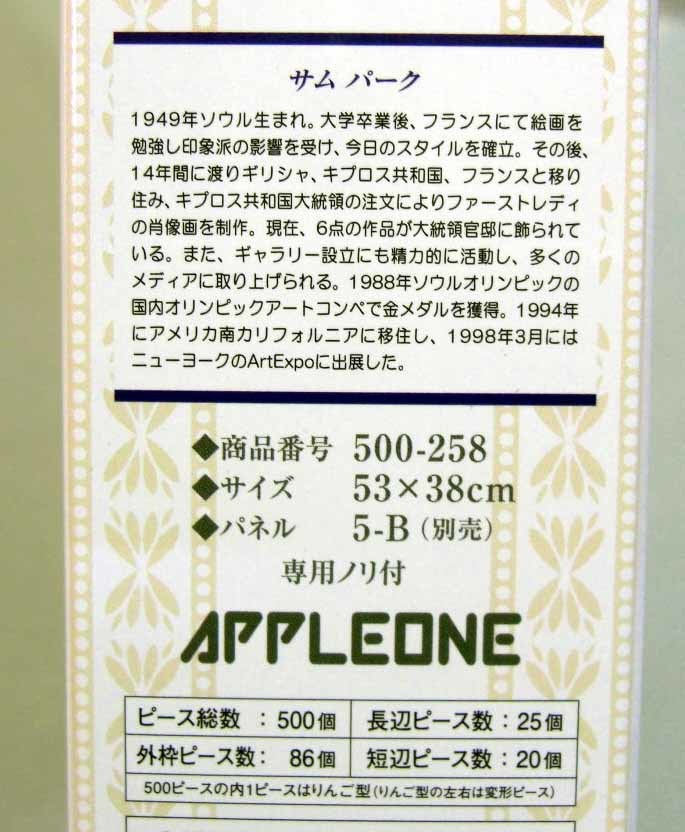 サム パーク
1949年ソウル生まれ。大学卒業後、フランスにて絵画を
勉強し印象派の影響を受け、今日のスタイルを確立。その後、
14年間に渡りギリシャ、キプロス共和国、フランスと移り
住み、キプロス共和国大統領の注文によりファーストレディ
の肖像画を制作。現在、6点の作品が大統領官邸に飾られて
いる。また、ギャラリー設立にも精力的に活動し、多くの
メディアに取り上げられる。1988年ソウルオリンピックの
国内オリンピックアートコンペで金メダルを獲得。1994年
にアメリカ南カリフォルニアに移住し、1998年3月には
ニューヨークのArtExpoに出展した。
◆商品番号 500-258
◆サイズ 53×38cm
◆パネル 5-B（別売）
専用ノリ付
APPLEONE
ピース総数 : 500個 長辺ピース数 : 25個
外枠ピース数 : 86個 短辺ピース数 : 20個
500ピースの内1ピースはりんご型(りんご型の左右は変形ピース)